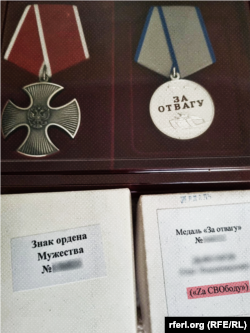 ЗА
ОТВАГУ
Знак ордена
Мужества
№
Медаль «За отвагу»
№
(«Zа СВОбоду»)
rferl.org RFE/RL